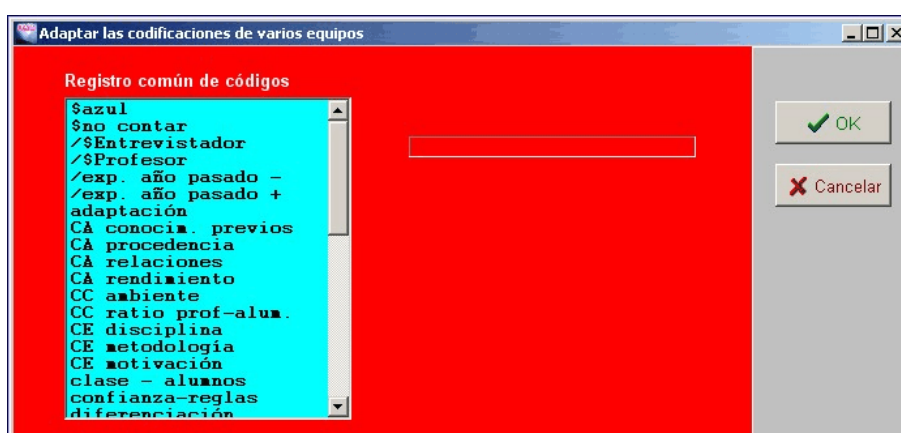 Adaptar las codificaciones de varios equipos
Registro común de códigos
$azul
$no contar
/$Entrevistador
/$Profesor
/exp. año pasado -
/exp. año pasado +
adaptación
CA conocim. previos
CA procedencia
CA relaciones
CA rendimiento
CC ambiente
CC ratio prof-alum.
CE disciplina
CE metodología
CE motivación
clase - alumnos
confianza-reglas
diferenciación
OK
Cancelar